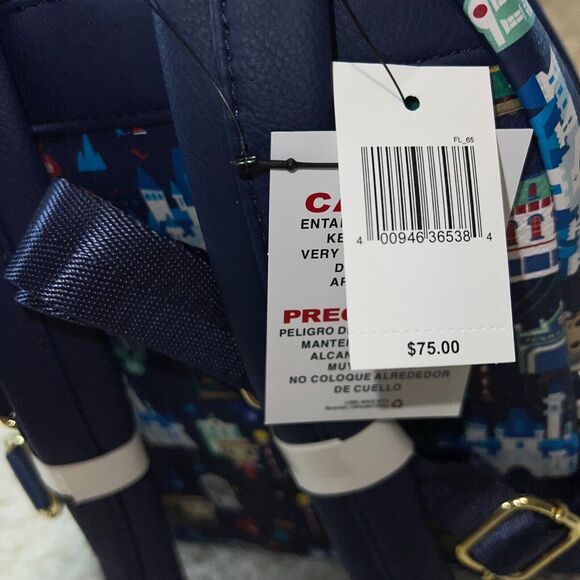 FL_65
4 00946 36538 4
$75.00
CA
ENTA
KE
VERY
D
AR
PREC
PELIGRO DE
MANTE
ALCAN
MUY
NO COLOQUE ALREDEDOR
DE CUELLO